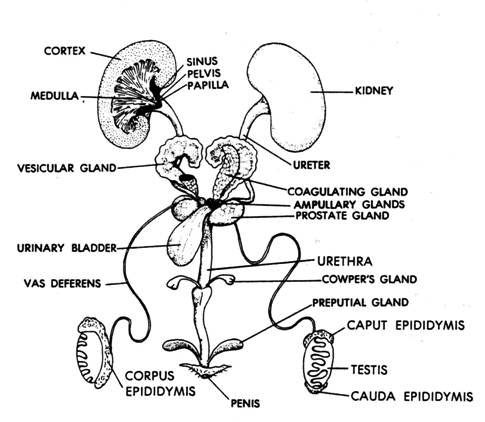 CORTEX
SINUS
PELVIS
PAPILLA
MEDULLA
KIDNEY
VESICULAR GLAND
URETER
COAGULATING GLAND
AMPULLARY GLANDS
PROSTATE GLAND
URINARY BLADDER
URETHRA
VAS DEFERENS
COWPER'S GLAND
PREPUTIAL GLAND
CAPUT EPIDIDYMIS
CORPUS
EPIDIDYMIS
TESTIS
CAUDA EPIDIDYMIS
PENIS